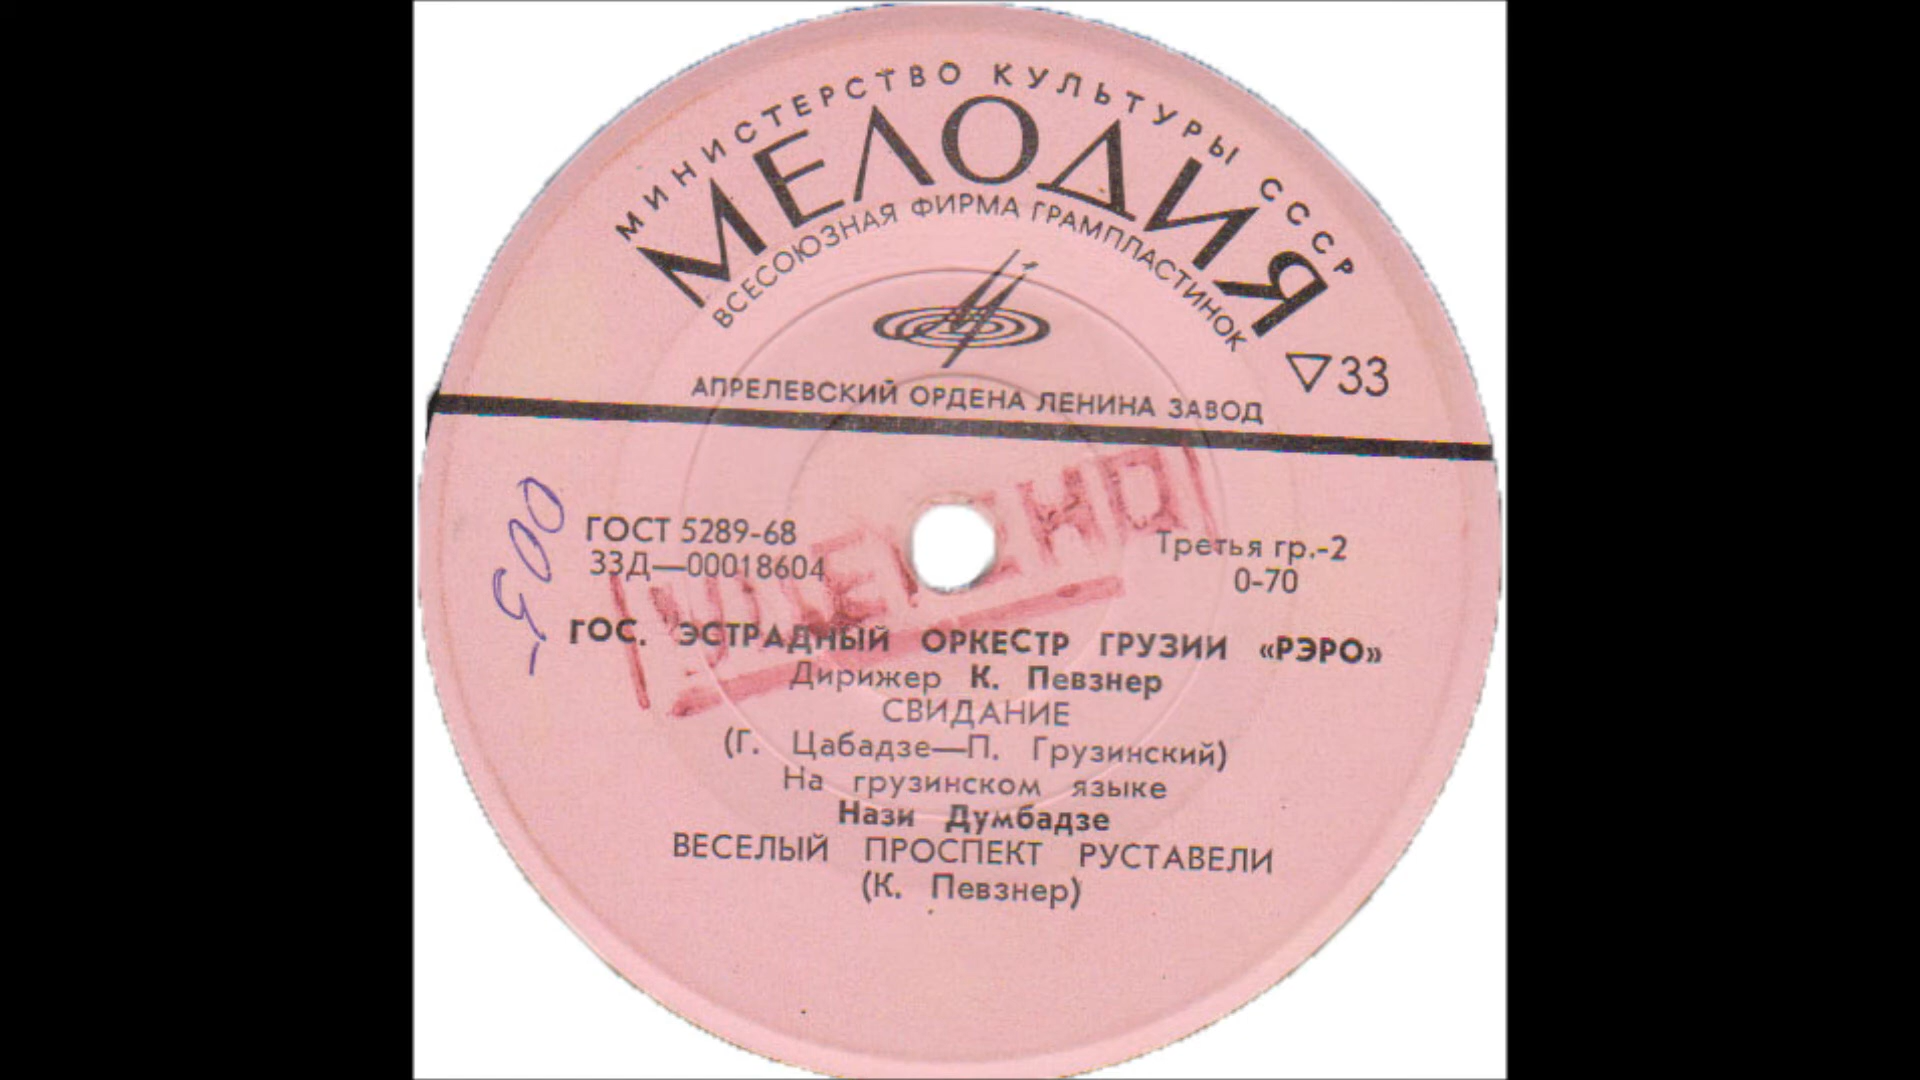 МИНИСТЕРСТВО КУЛЬТУРЫ СССР
МЕЛОДИЯ
ВСЕСОЮЗНАЯ ФИРМА ГРАМПЛАСТИНОК
33
АПРЕЛЕВСКИЙ ОРДЕНА ЛЕНИНА ЗАВОД
ГОСТ 5289-68
33Д—00018604
Третья гр.-2
0-70
ГОС. ЭСТРАДНЫЙ ОРКЕСТР ГРУЗИИ «РЭРО»
Дирижер К. Певзнер
СВИДАНИЕ
(Г. Цабадзе—П. Грузинский)
На грузинском языке
Нази Думбадзе
ВЕСЕЛЫЙ ПРОСПЕКТ РУСТАВЕЛИ
(К. Певзнер)